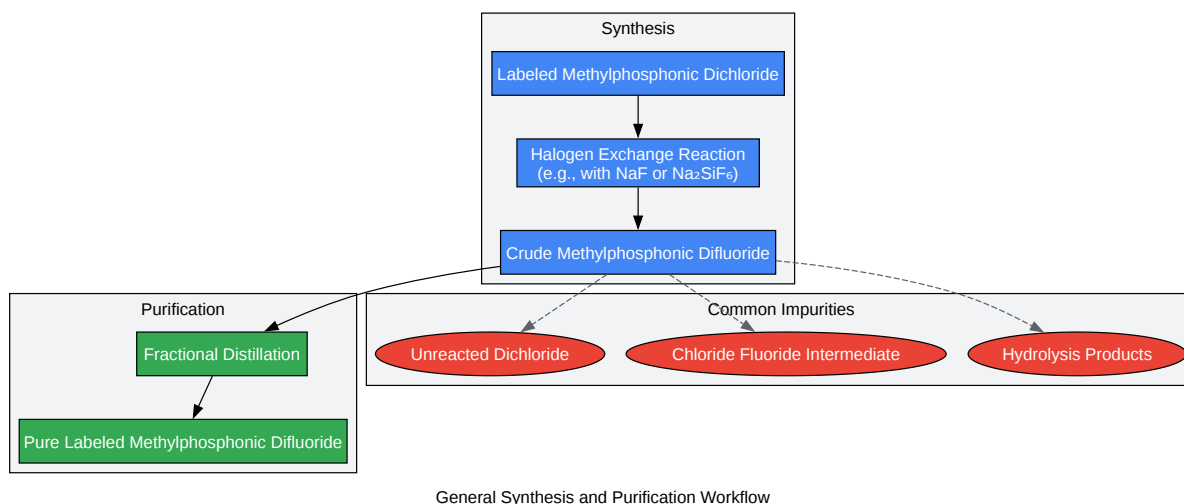 Synthesis
Labeled Methylphosphonic Dichloride
Halogen Exchange Reaction
(e.g., with NaF or Na₂SiF₆)
Crude Methylphosphonic Difluoride
Purification
Fractional Distillation
Pure Labeled Methylphosphonic Difluoride
Common Impurities
Unreacted Dichloride
Chloride Fluoride Intermediate
Hydrolysis Products
General Synthesis and Purification Workflow